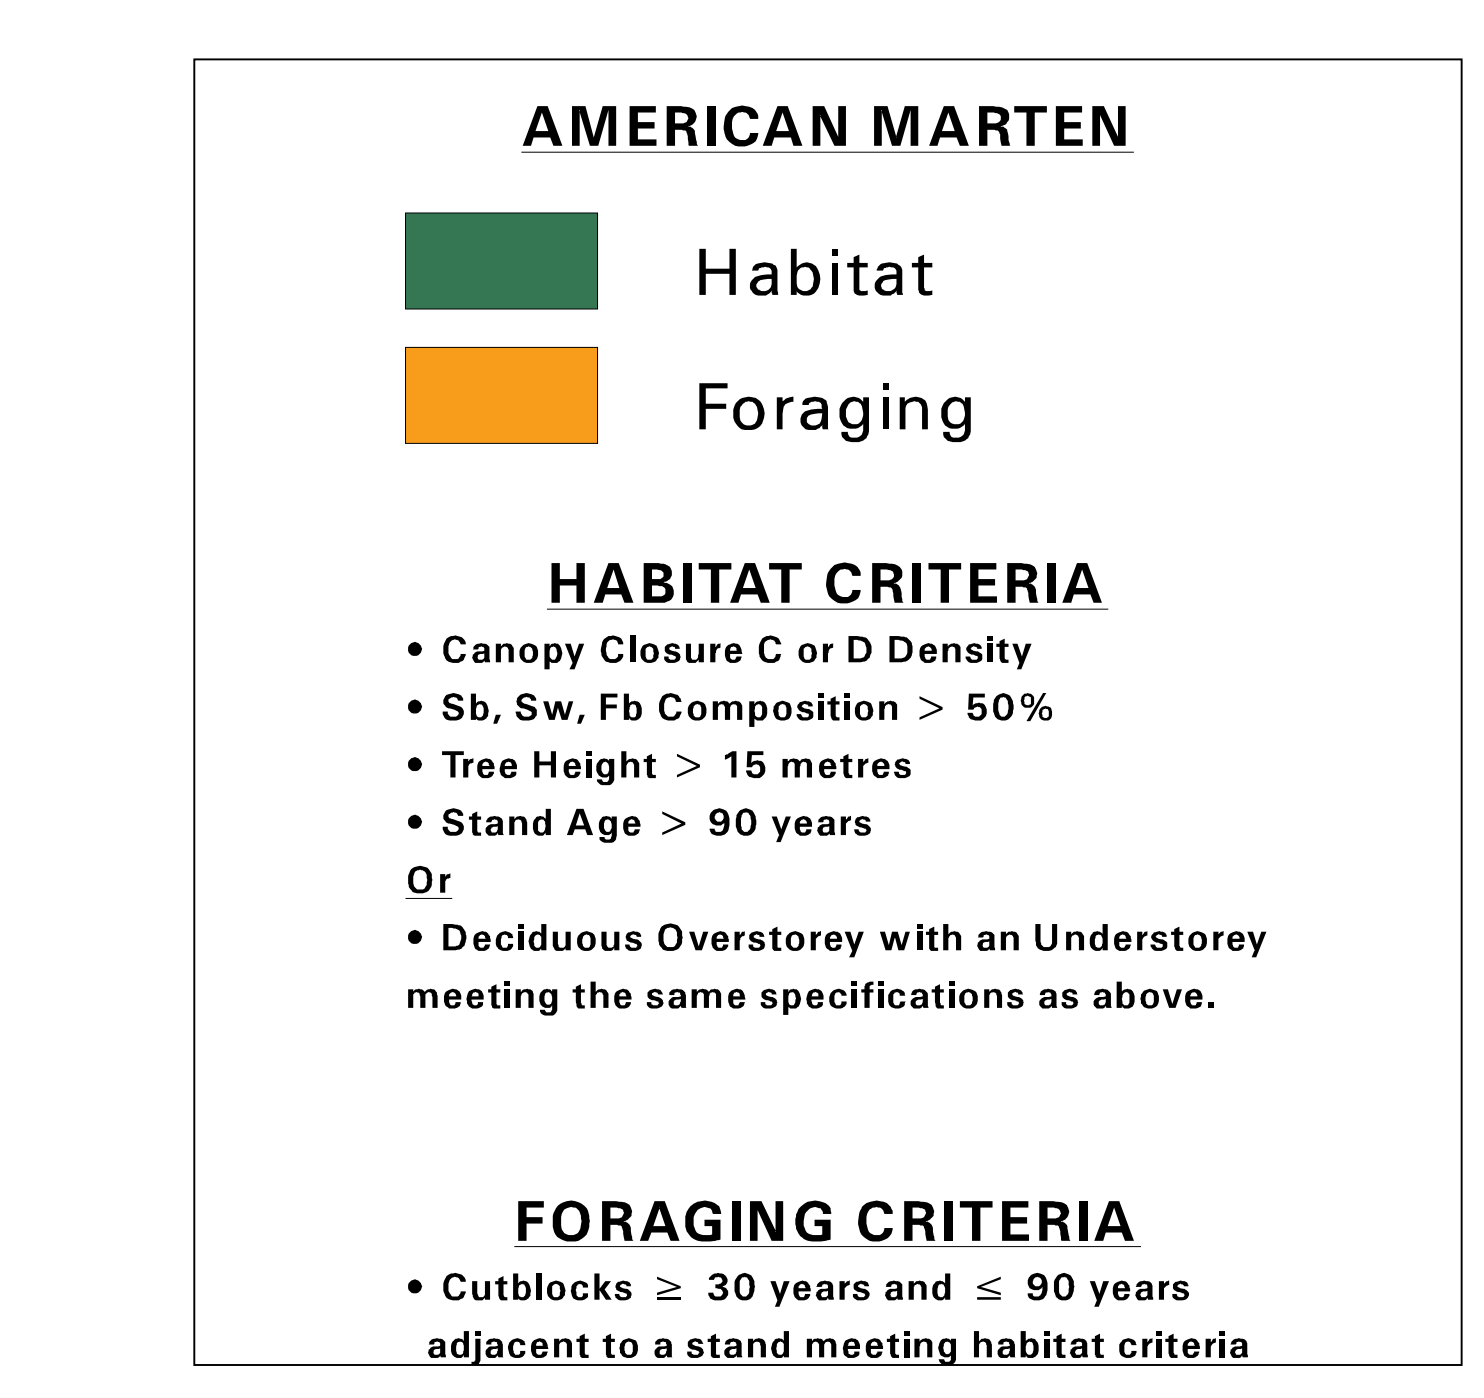 AMERICAN MARTEN
Habitat
Foraging
HABITAT CRITERIA
• Canopy Closure C or D Density
• Sb, Sw, Fb Composition > 50%
• Tree Height > 15 metres
• Stand Age > 90 years
Or
• Deciduous Overstorey with an Understorey
meeting the same specifications as above.
FORAGING CRITERIA
• Cutblocks ≥ 30 years and ≤ 90 years
adjacent to a stand meeting habitat criteria